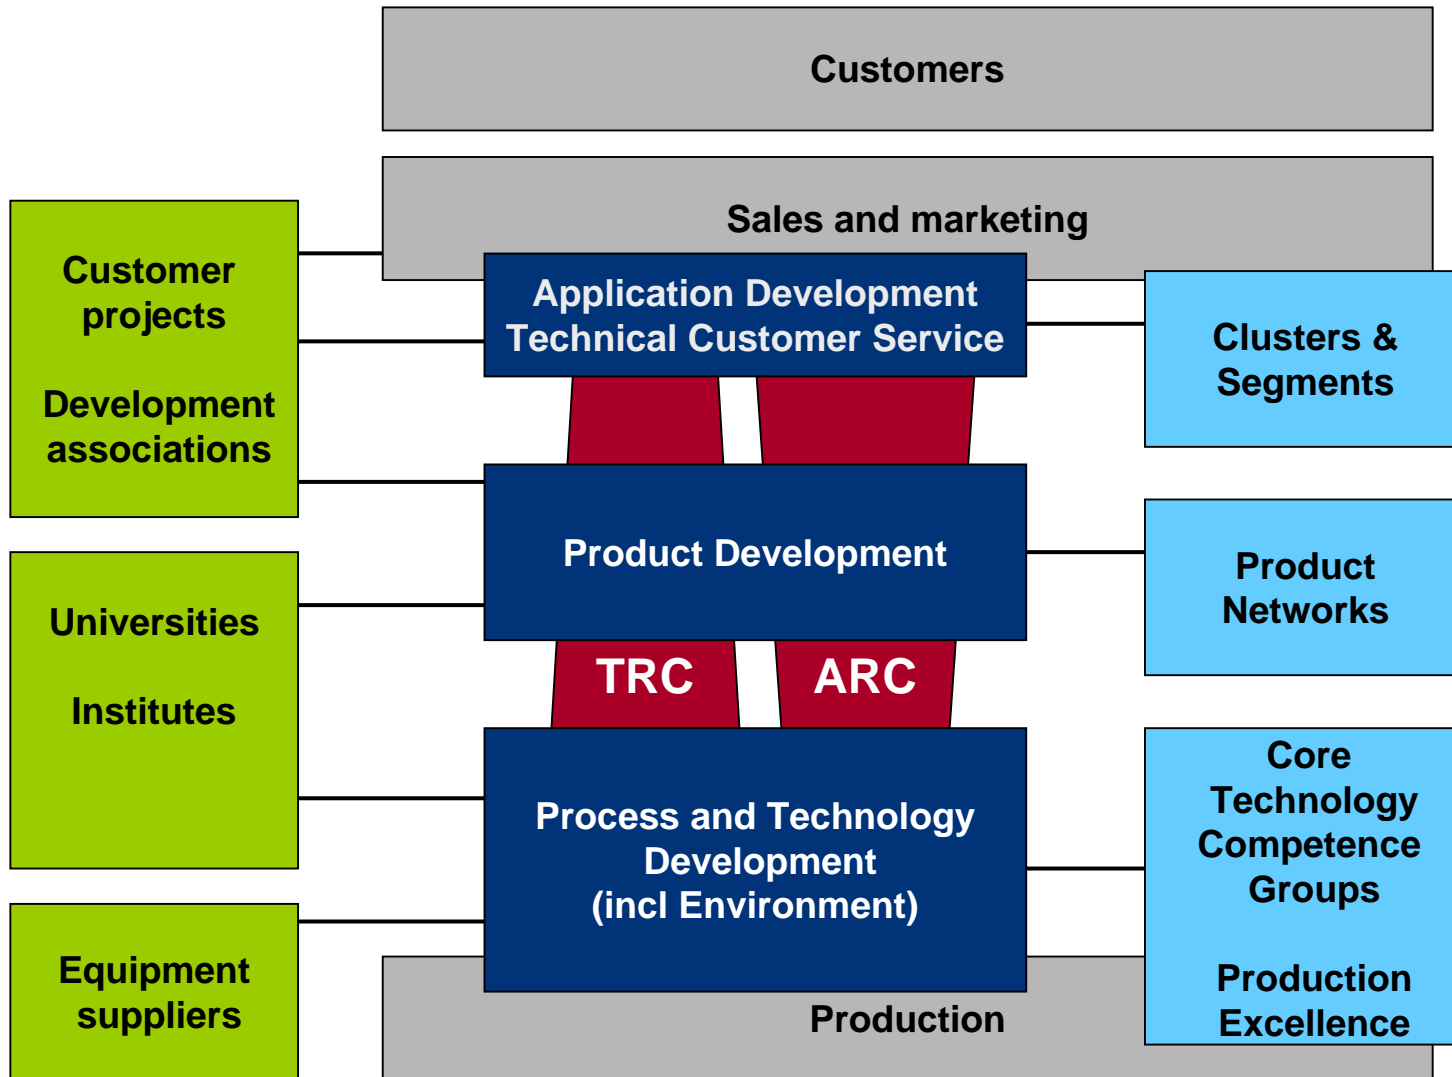 Customers
Sales and marketing
Customer
projects
Development
associations
Application Development
Technical Customer Service
Clusters &
Segments
Product Development
Product
Networks
Universities
Institutes
TRC
ARC
Process and Technology
Development
(incl Environment)
Core
Technology
Competence
Groups
Production
Excellence
Equipment
suppliers
Production